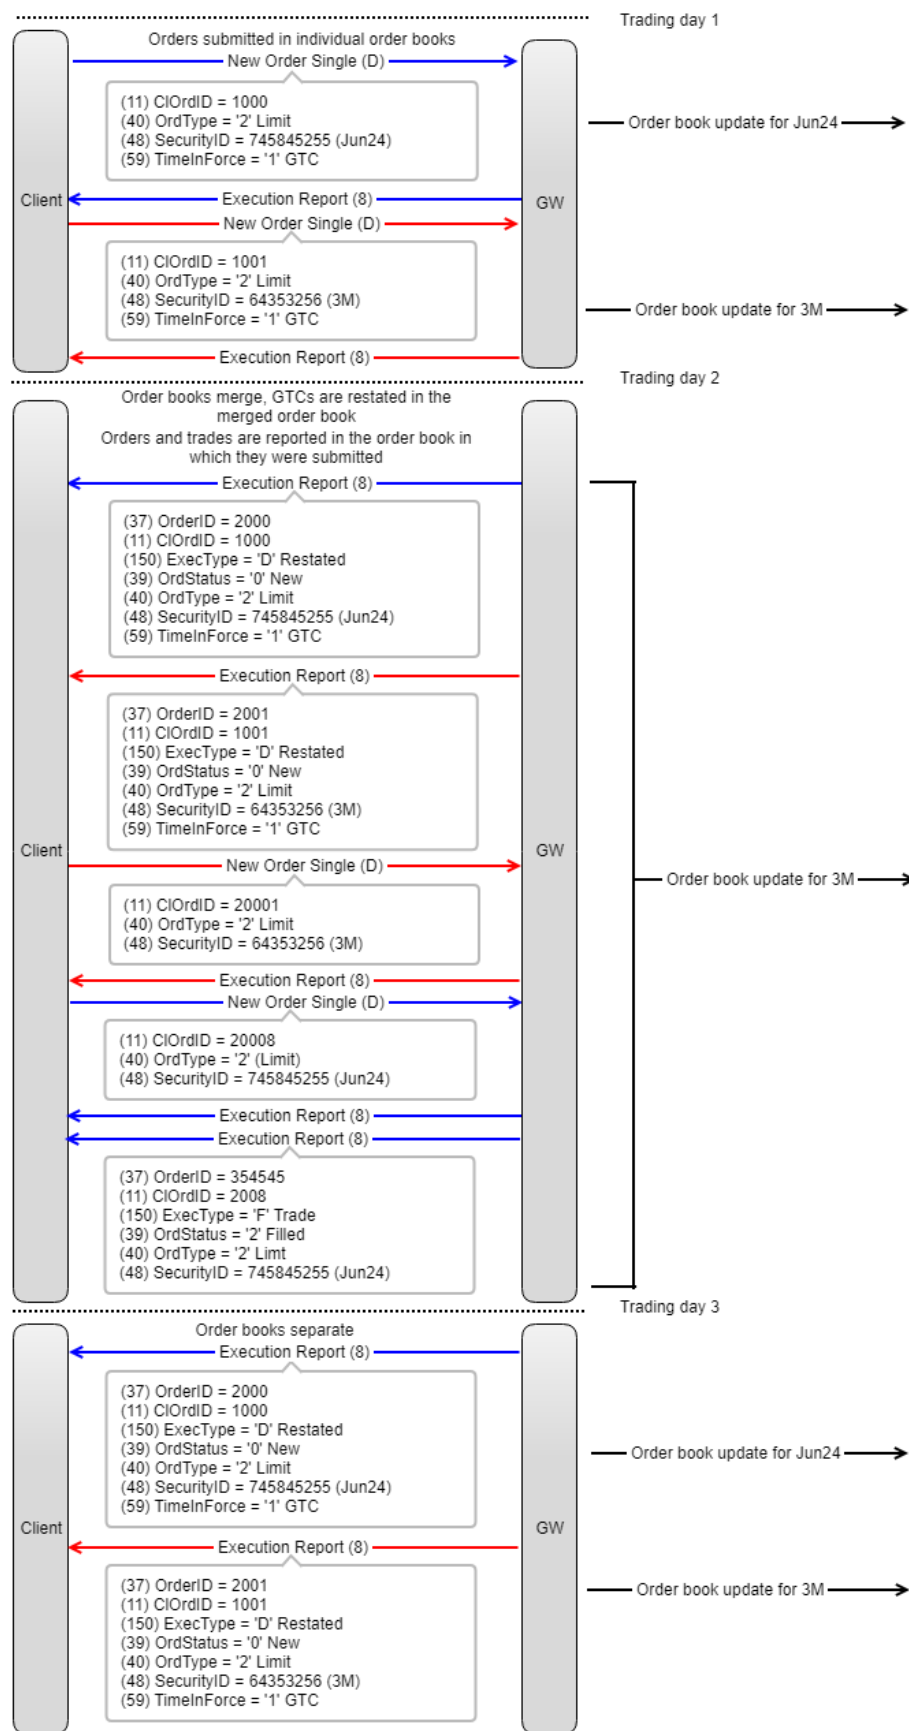 Trading day 1
Orders submitted in individual order books
New Order Single (D)
(11) ClOrdID = 1000
(40) OrdType = '2' Limit
(48) SecurityID = 745845255 (Jun24)
(59) TimeInForce = '1' GTC
Order book update for Jun24
Client
Execution Report (8)
GW
New Order Single (D)
(11) ClOrdID = 1001
(40) OrdType = '2' Limit
(48) SecurityID = 64353256 (3M)
(59) TimeInForce = '1' GTC
Order book update for 3M
Execution Report (8)
Trading day 2
Order books merge, GTCs are restated in the
merged order book
Orders and trades are reported in the order book in
which they were submitted
Execution Report (8)
(37) OrderID = 2000
(11) ClOrdID = 1000
(150) ExecType = 'D' Restated
(39) OrdStatus = '0' New
(40) OrdType = '2' Limit
(48) SecurityID = 745845255 (Jun24)
(59) TimeInForce = '1' GTC
Execution Report (8)
(37) OrderID = 2001
(11) ClOrdID = 1001
(150) ExecType = 'D' Restated
(39) OrdStatus = '0' New
(40) OrdType = '2' Limit
(48) SecurityID = 64353256 (3M)
(59) TimeInForce = '1' GTC
Client
GW
New Order Single (D)
Order book update for 3M
(11) ClOrdID = 20001
(40) OrdType = '2' Limit
(48) SecurityID = 64353256 (3M)
Execution Report (8)
New Order Single (D)
(11) ClOrdID = 20008
(40) OrdType = '2' (Limit)
(48) SecurityID = 745845255 (Jun24)
Execution Report (8)
Execution Report (8)
(37) OrderID = 354545
(11) ClOrdID = 2008
(150) ExecType = 'F' Trade
(39) OrdStatus = '2' Filled
(40) OrdType = '2' Limt
(48) SecurityID = 745845255 (Jun24)
Trading day 3
Order books separate
Execution Report (8)
(37) OrderID = 2000
(11) ClOrdID = 1000
(150) ExecType = 'D' Restated
(39) OrdStatus = '0' New
(40) OrdType = '2' Limit
(48) SecurityID = 745845255 (Jun24)
(59) TimeInForce = '1' GTC
Order book update for Jun24
Client
GW
Execution Report (8)
(37) OrderID = 2001
(11) ClOrdID = 1001
(150) ExecType = 'D' Restated
(39) OrdStatus = '0' New
(40) OrdType = '2' Limit
(48) SecurityID = 64353256 (3M)
(59) TimeInForce = '1' GTC
Order book update for 3M